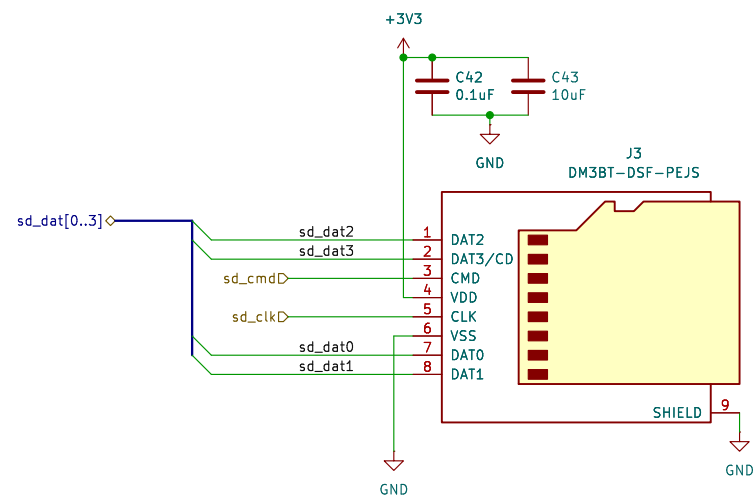 +3V3
C42
0.1uF
C43
10uF
GND
J3
DM3BT-DSF-PEJS
sd_dat[0..3]
sd_dat2 1 DAT2
sd_dat3 2 DAT3/CD
sd_cmd 3 CMD
4 VDD
sd_clk 5 CLK
6 VSS
sd_dat0 7 DAT0
sd_dat1 8 DAT1
SHIELD 9
GND
GND